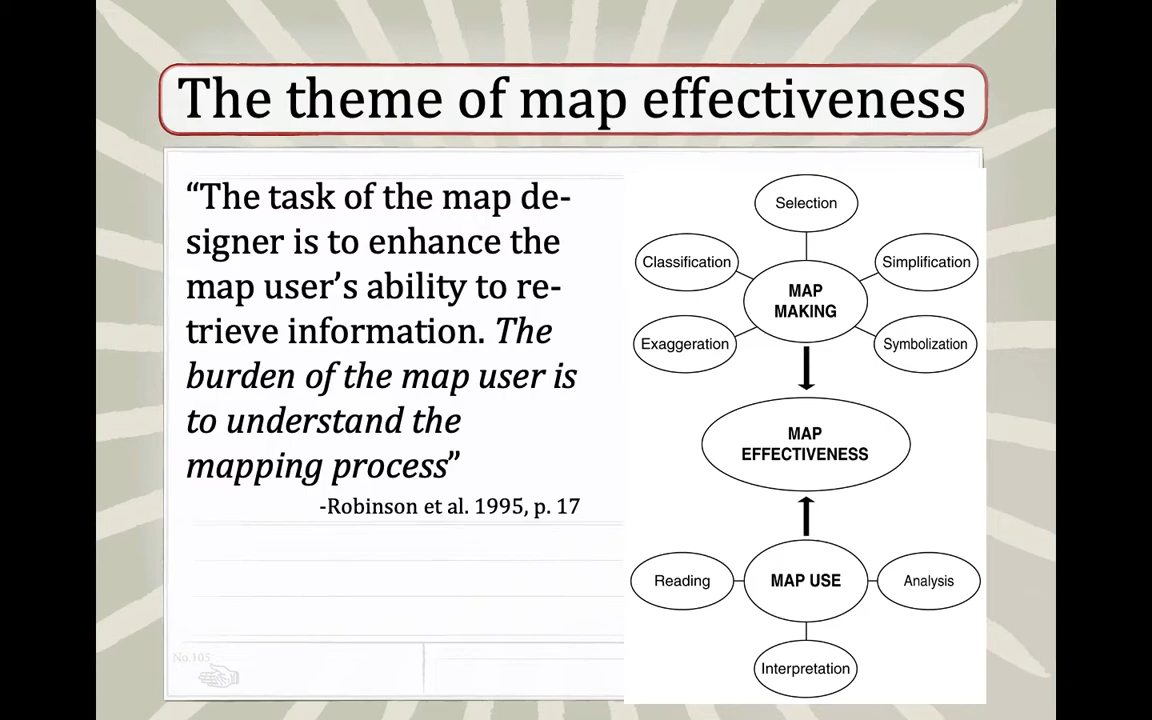 The theme of map effectiveness
“The task of the map de-
signer is to enhance the
map user’s ability to re-
trieve information. The
burden of the map user is
to understand the
mapping process”
-Robinson et al. 1995, p. 17
Selection
Classification
Simplification
MAP
MAKING
Exaggeration
Symbolization
MAP
EFFECTIVENESS
Reading
MAP USE
Analysis
Interpretation
No.105